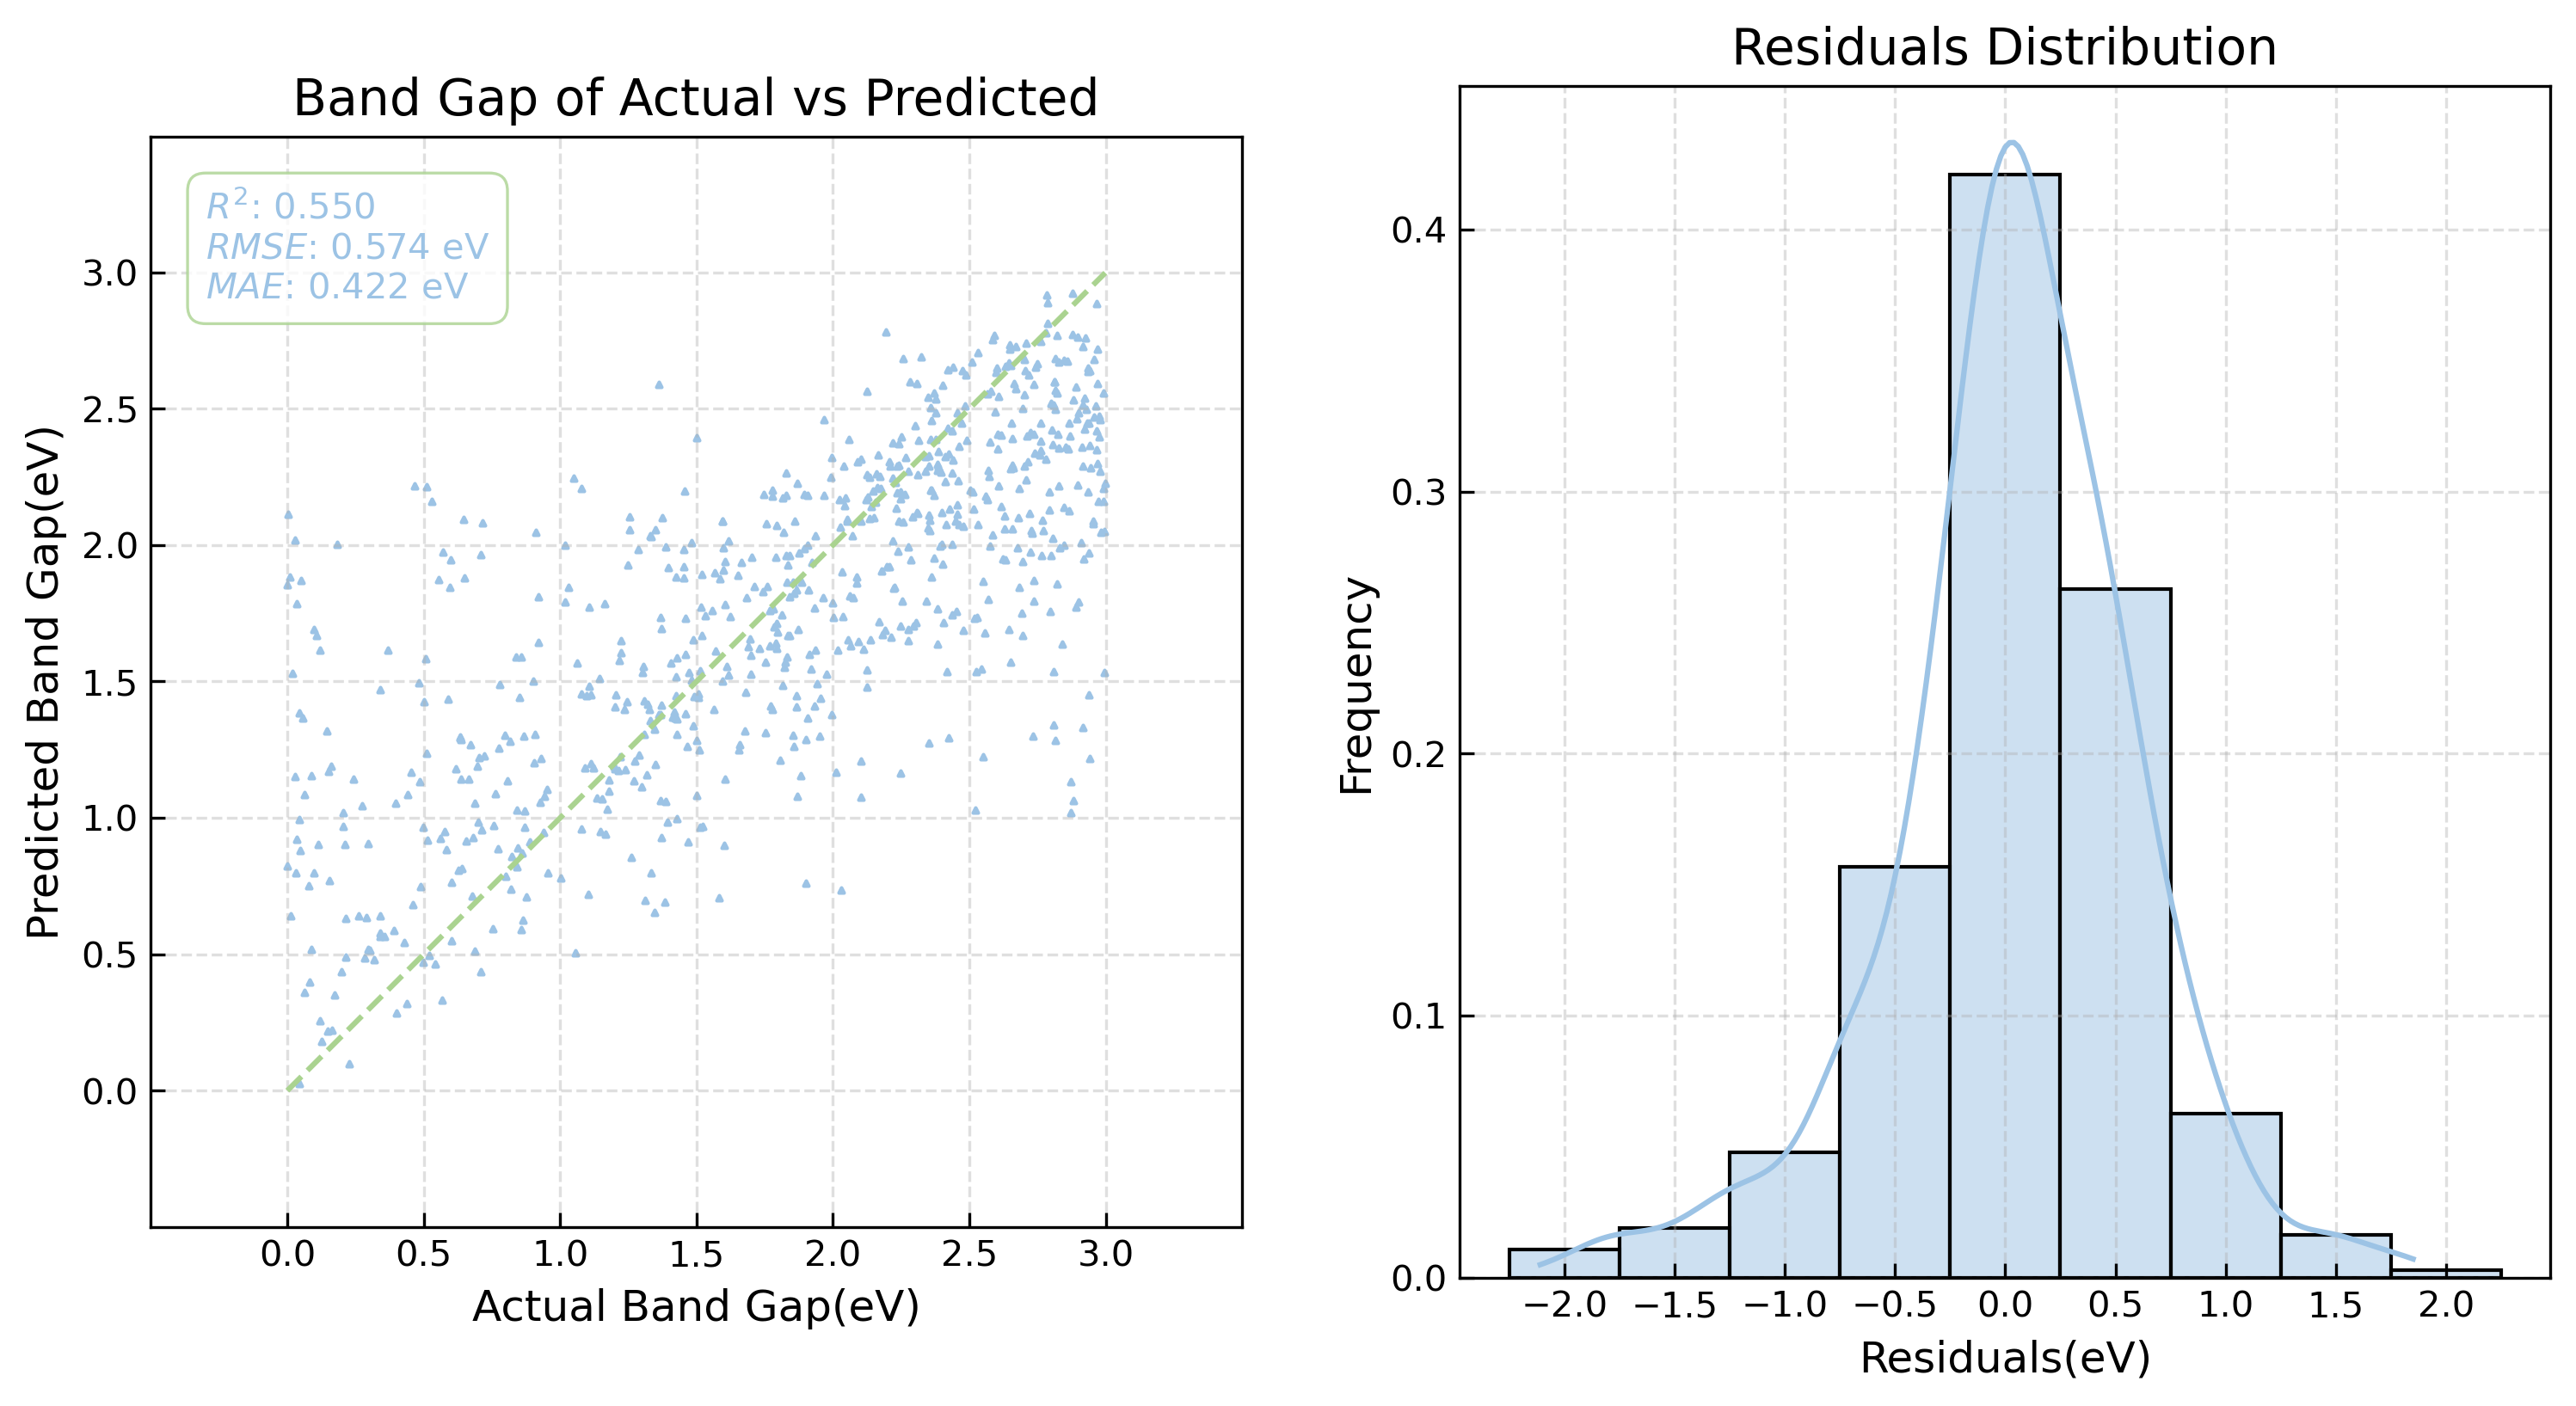 Band Gap of Actual vs Predicted
R²: 0.550
RMSE: 0.574 eV
MAE: 0.422 eV
Predicted Band Gap(eV)
3.0
2.5
2.0
1.5
1.0
0.5
0.0
0.0 0.5 1.0 1.5 2.0 2.5 3.0
Actual Band Gap(eV)
Residuals Distribution
Frequency
0.4
0.3
0.2
0.1
0.0
−2.0 −1.5 −1.0 −0.5 0.0 0.5 1.0 1.5 2.0
Residuals(eV)